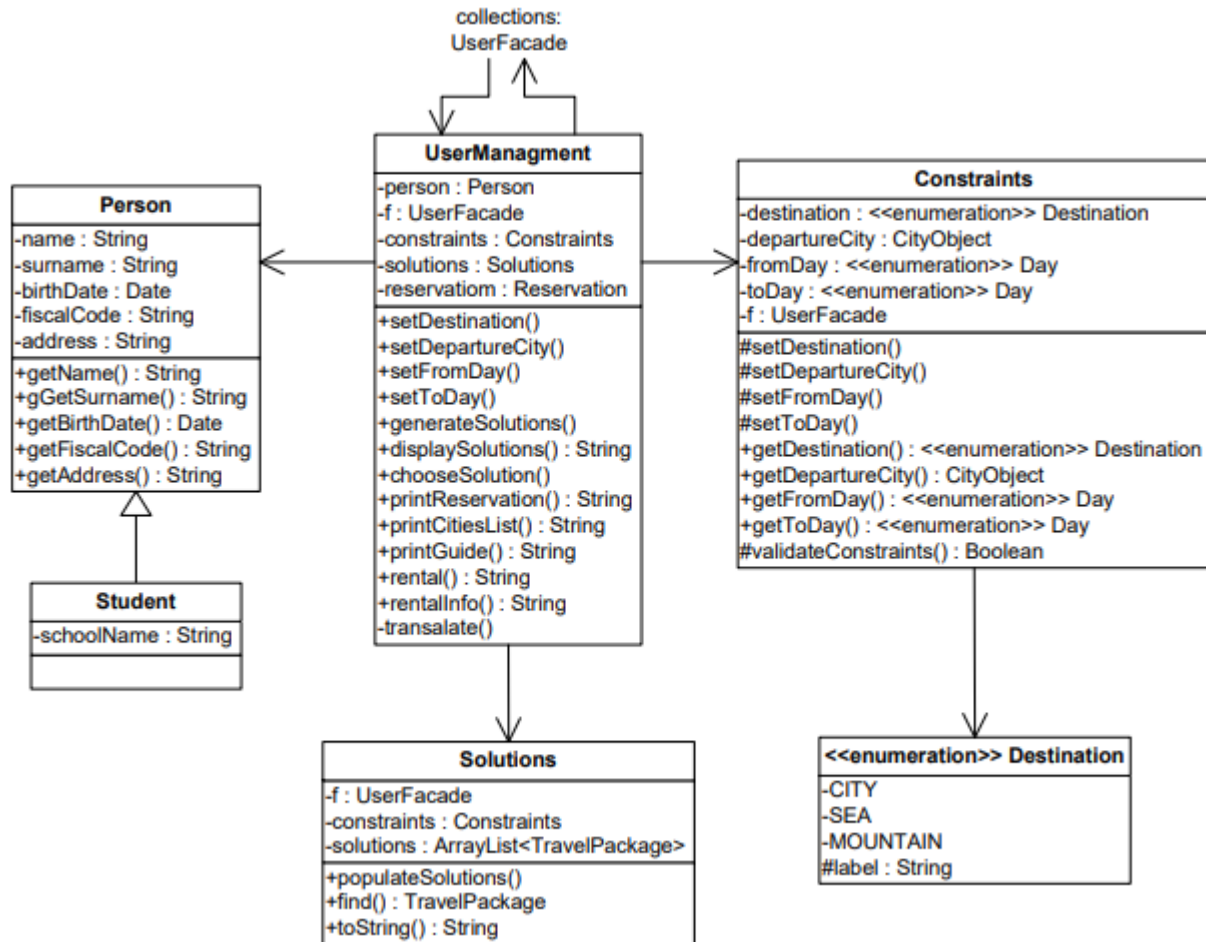 collections:
UserFacade
UserManagment
-person : Person
-f : UserFacade
-constraints : Constraints
-solutions : Solutions
-reservatiom : Reservation
+setDestination()
+setDepartureCity()
+setFromDay()
+setToDay()
+generateSolutions()
+displaySolutions() : String
+chooseSolution()
+printReservation() : String
+printCitiesList() : String
+printGuide() : String
+rental() : String
+rentalInfo() : String
-transalate()
Person
-name : String
-surname : String
-birthDate : Date
-fiscalCode : String
-address : String
+getName() : String
+gGetSurname() : String
+getBirthDate() : Date
+getFiscalCode() : String
+getAddress() : String
Student
-schoolName : String
Constraints
-destination : <<enumeration>> Destination
-departureCity : CityObject
-fromDay : <<enumeration>> Day
-toDay : <<enumeration>> Day
-f : UserFacade
#setDestination()
#setDepartureCity()
#setFromDay()
#setToDay()
+getDestination() : <<enumeration>> Destination
+getDepartureCity() : CityObject
+getFromDay() : <<enumeration>> Day
+getToDay() : <<enumeration>> Day
#validateConstraints() : Boolean
Solutions
-f : UserFacade
-constraints : Constraints
-solutions : ArrayList<TravelPackage>
+populateSolutions()
+find() : TravelPackage
+toString() : String
<<enumeration>> Destination
-CITY
-SEA
-MOUNTAIN
#label : String